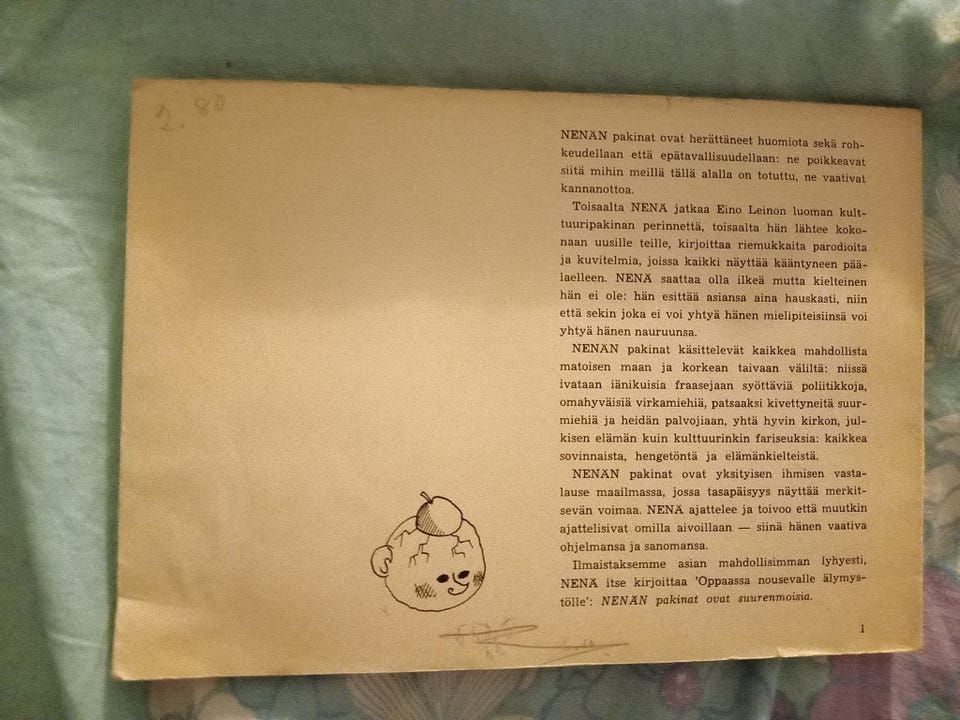 2.80
NENÄN pakinat ovat herättäneet huomiota sekä roh-
keudellaan että epätavallisuudellaan: ne poikkeavat
siitä mihin meillä tällä alalla on totuttu, ne vaativat
kannanottoa.
Toisaalta NENÄ jatkaa Eino Leinon luoman kult-
tuuripakinan perinnettä, toisaalta hän lähtee koko-
naan uusille teille, kirjoittaa riemukkaita parodioita
ja kuvitelmia, joissa kaikki näyttää kääntyneen pää-
laelleen. NENÄ saattaa olla ilkeä mutta kielteinen
hän ei ole: hän esittää asiansa aina hauskasti, niin
että sekin joka ei voi yhtyä hänen mielipiteisiinsä voi
yhtyä hänen nauruunsa.
NENÄN pakinat käsittelevät kaikkea mahdollista
matoisen maan ja korkean taivaan väliltä: niissä
ivataan iänikuisia fraasejaan syöttäviä poliitikkoja,
omahyväisiä virkamiehiä, patsaaksi kivettyneitä suur-
miehiä ja heidän palvojiaan, yhtä hyvin kirkon, jul-
kisen elämän kuin kulttuurinkin fariseuksia: kaikkea
sovinnaista, hengetöntä ja elämänkielteistä.
NENÄN pakinat ovat yksityisen ihmisen vasta-
lause maailmassa, jossa tasapäisyys näyttää merkit-
sevän voimaa. NENÄ ajattelee ja toivoo että muutkin
ajattelisivat omilla aivoillaan — siinä hänen vaativa
ohjelmansa ja sanomansa.
Ilmaistaksemme asian mahdollisimman lyhyesti,
NENÄ itse kirjoittaa 'Oppaassa nousevalle älymys-
tölle': NENÄN pakinat ovat suurenmoisia.
1